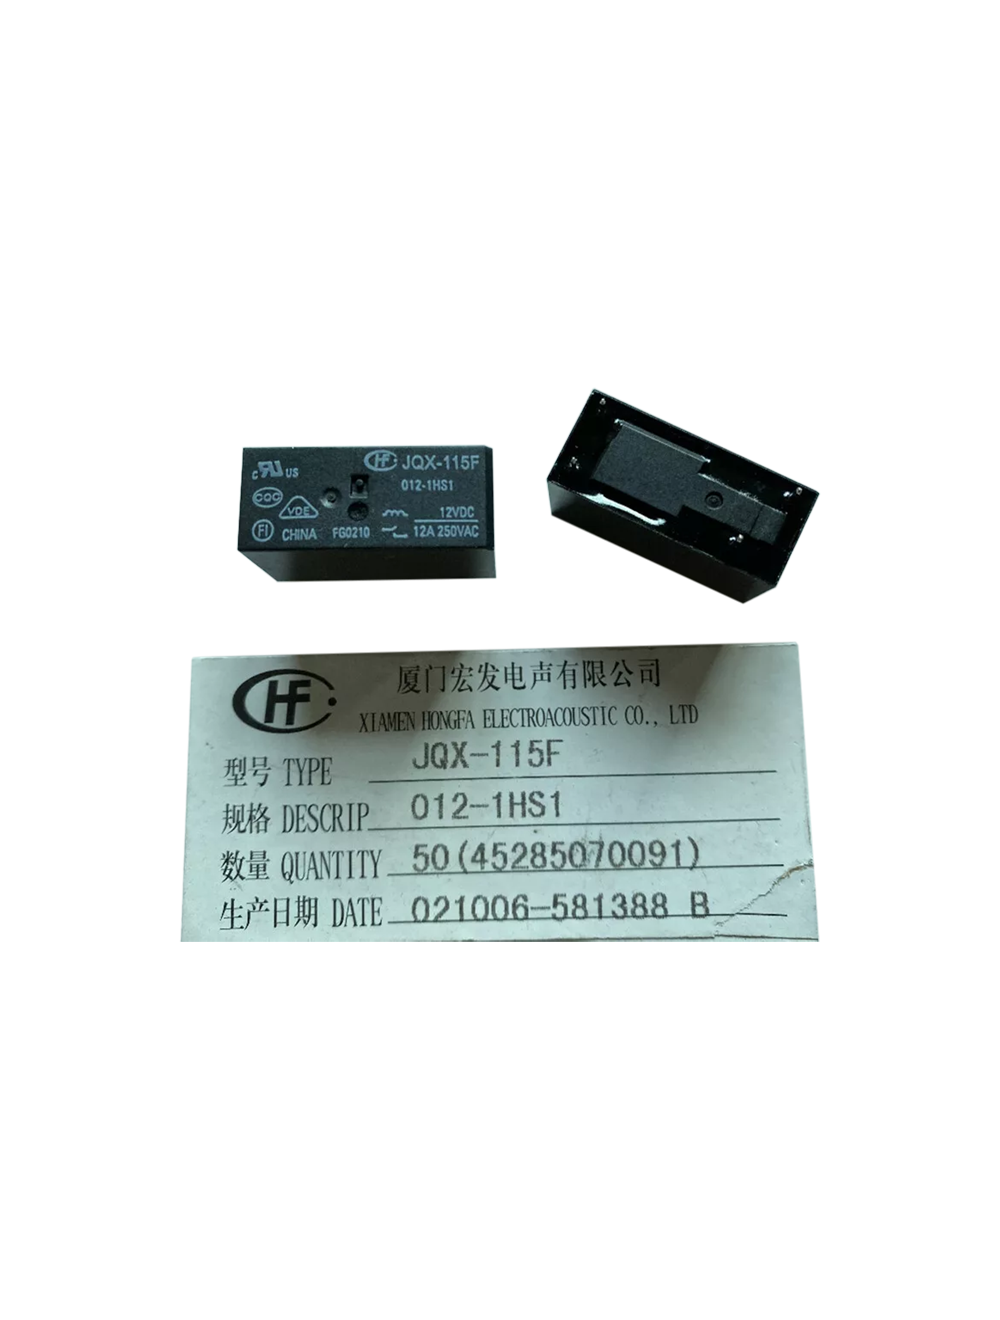 HF JQX-115F
c RU US
012-1HS1
CQC
VDE
12VDC
FI CHINA FG0210 12A 250VAC
HF 厦门宏发电声有限公司
XIAMEN HONGFA ELECTROACOUSTIC CO., LTD
型号 TYPE JQX-115F
规格 DESCRIP 012-1HS1
数量 QUANTITY 50(45285070091)
生产日期 DATE 021006-581388 B